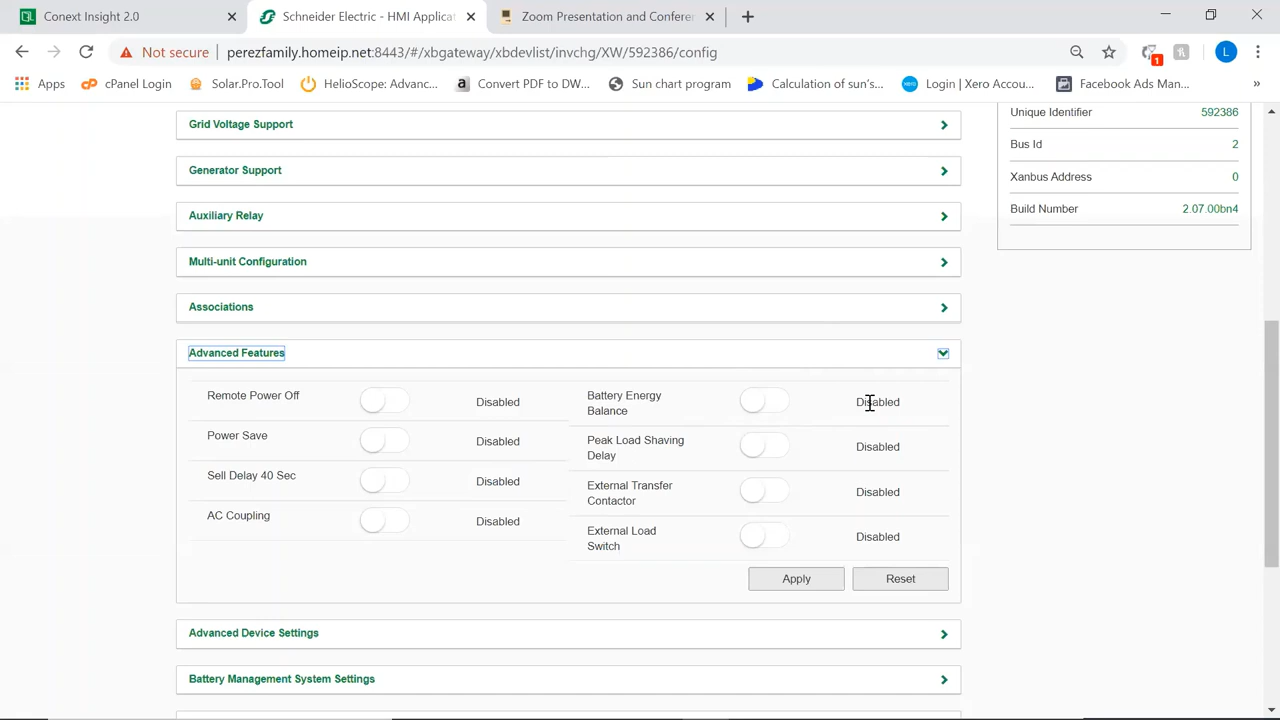 Conext Insight 2.0
Schneider Electric - HMI Applicat
Zoom Presentation and Conferer
Not secure
perezfamily.homeip.net:8443/#/xbgateway/xbdevlist/invchg/XW/592386/config
1
L
Apps
cPanel Login
Solar.Pro.Tool
HelioScope: Advanc...
Convert PDF to DW...
Sun chart program
Calculation of sun's...
Login | Xero Accou...
Facebook Ads Man...
»
Grid Voltage Support
Unique Identifier 592386
Bus Id 2
Generator Support
Xanbus Address 0
Auxiliary Relay
Build Number 2.07.00bn4
Multi-unit Configuration
Associations
Advanced Features
Remote Power Off Disabled
Power Save Disabled
Sell Delay 40 Sec Disabled
AC Coupling Disabled
Battery Energy
Balance
Disabled
Peak Load Shaving
Delay
Disabled
External Transfer
Contactor
Disabled
External Load
Switch
Disabled
Apply
Reset
Advanced Device Settings
Battery Management System Settings